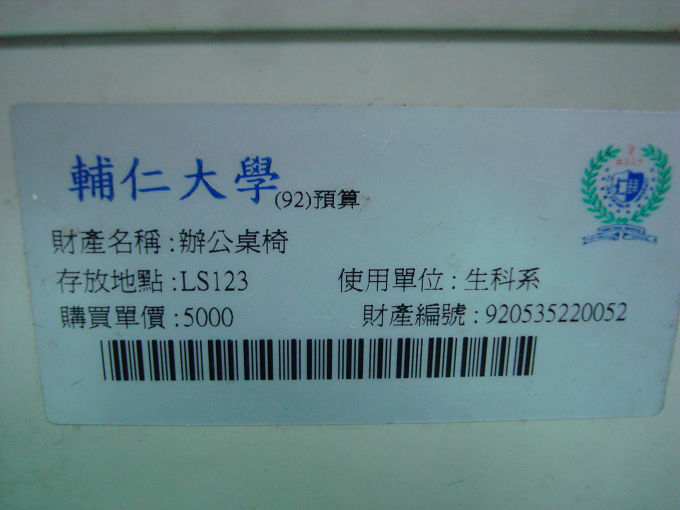 輔仁大學(92)預算
財產名稱:辦公桌椅
存放地點:LS123 使用單位:生科系
購買單價:5000 財產編號:920535220052